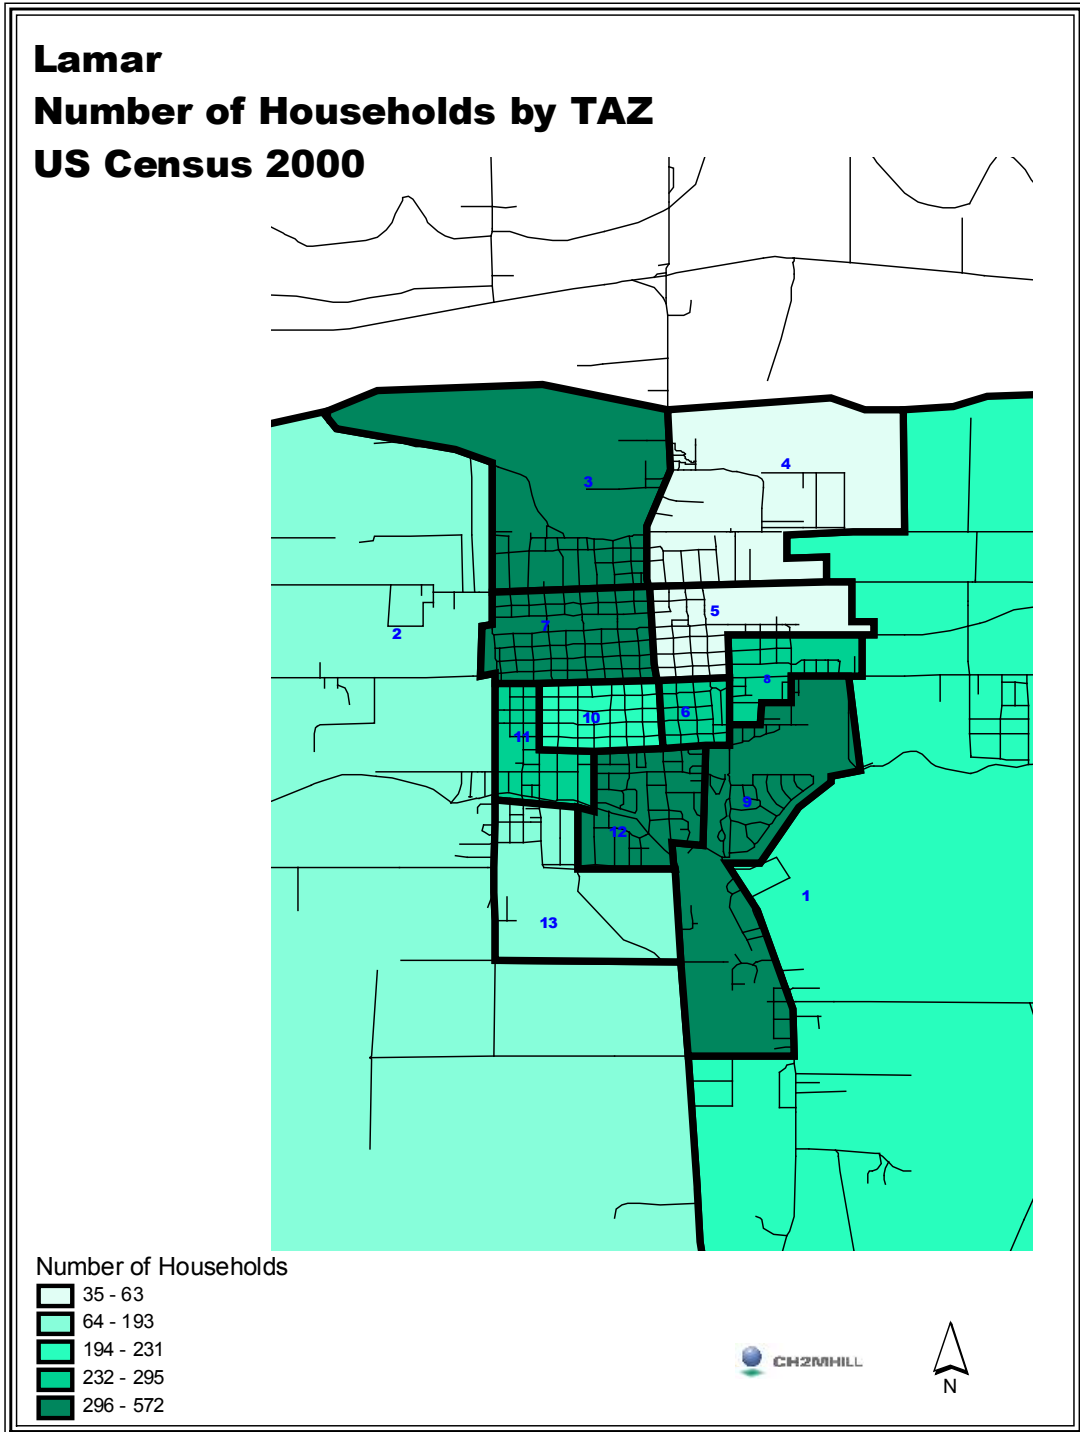 Lamar
Number of Households by TAZ
US Census 2000
4
3
5
7
2
8
6
10
11
9
12
1
13
Number of Households
35 - 63
64 - 193
194 - 231
232 - 295
296 - 572
CH2MHILL
N